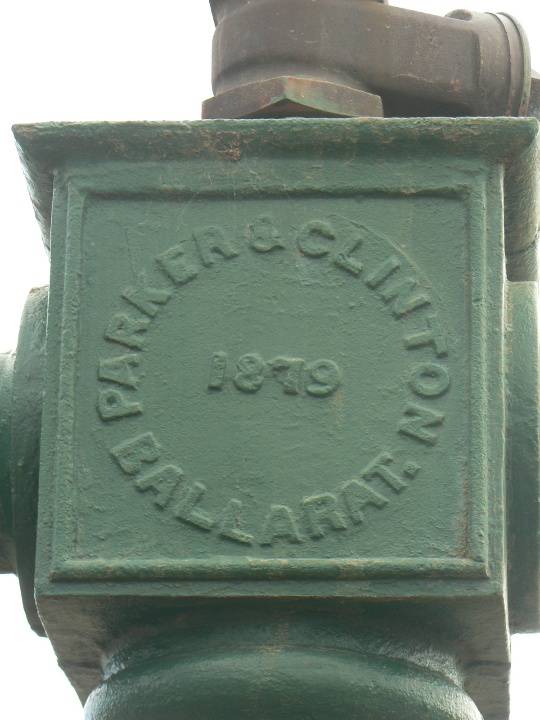 PARKER & CLINTON
1879
BALLARAT.